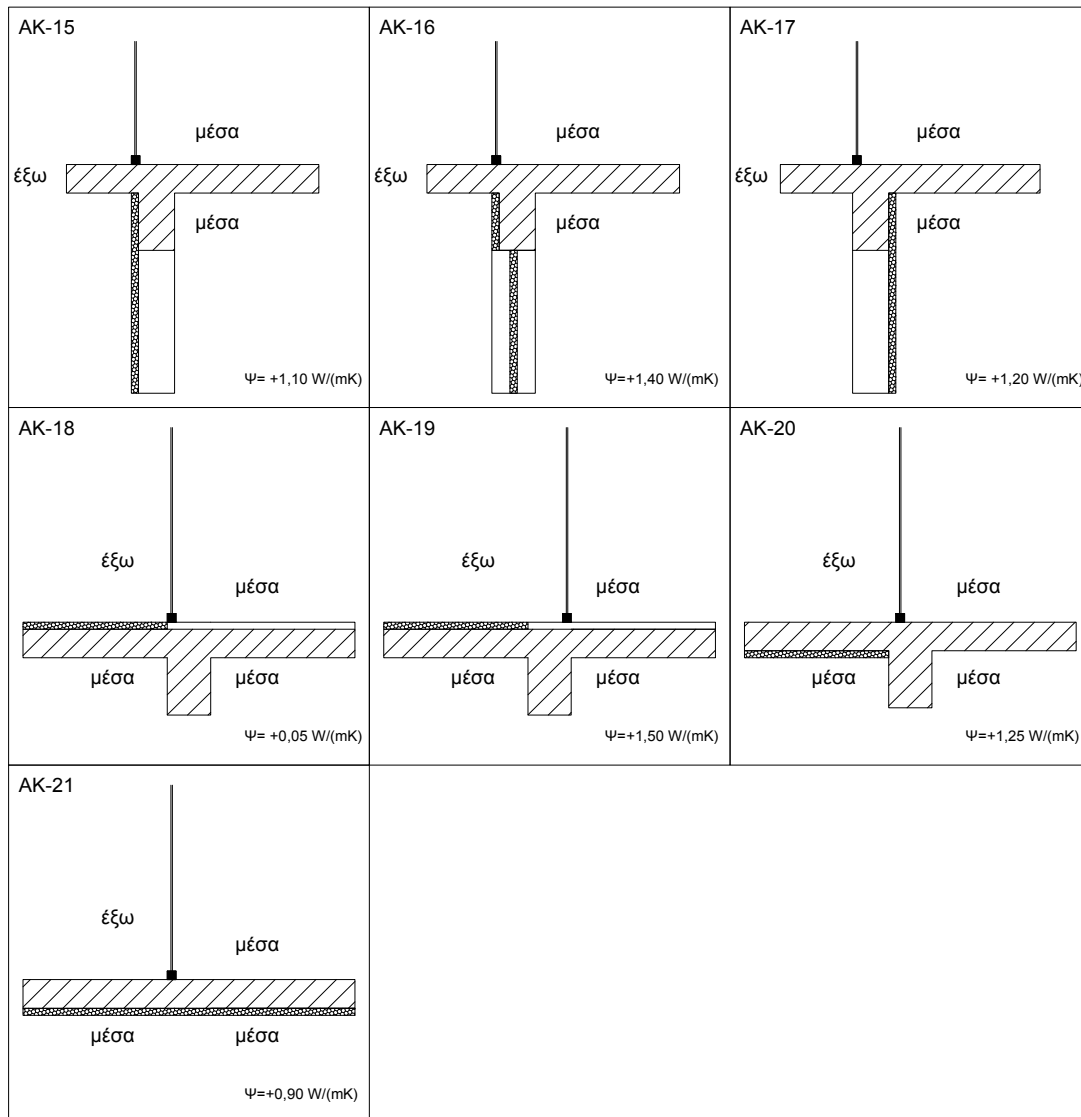 AK-15
μέσα
έξω
μέσα
Ψ= +1,10 W/(mK)
AK-16
μέσα
έξω
μέσα
Ψ=+1,40 W/(mK)
AK-17
μέσα
έξω
μέσα
Ψ= +1,20 W/(mK)
AK-18
έξω
μέσα
μέσα
μέσα
Ψ= +0,05 W/(mK)
AK-19
έξω
μέσα
μέσα
μέσα
Ψ=+1,50 W/(mK)
AK-20
έξω
μέσα
μέσα
μέσα
Ψ=+1,25 W/(mK)
AK-21
έξω
μέσα
μέσα
μέσα
Ψ=+0,90 W/(mK)